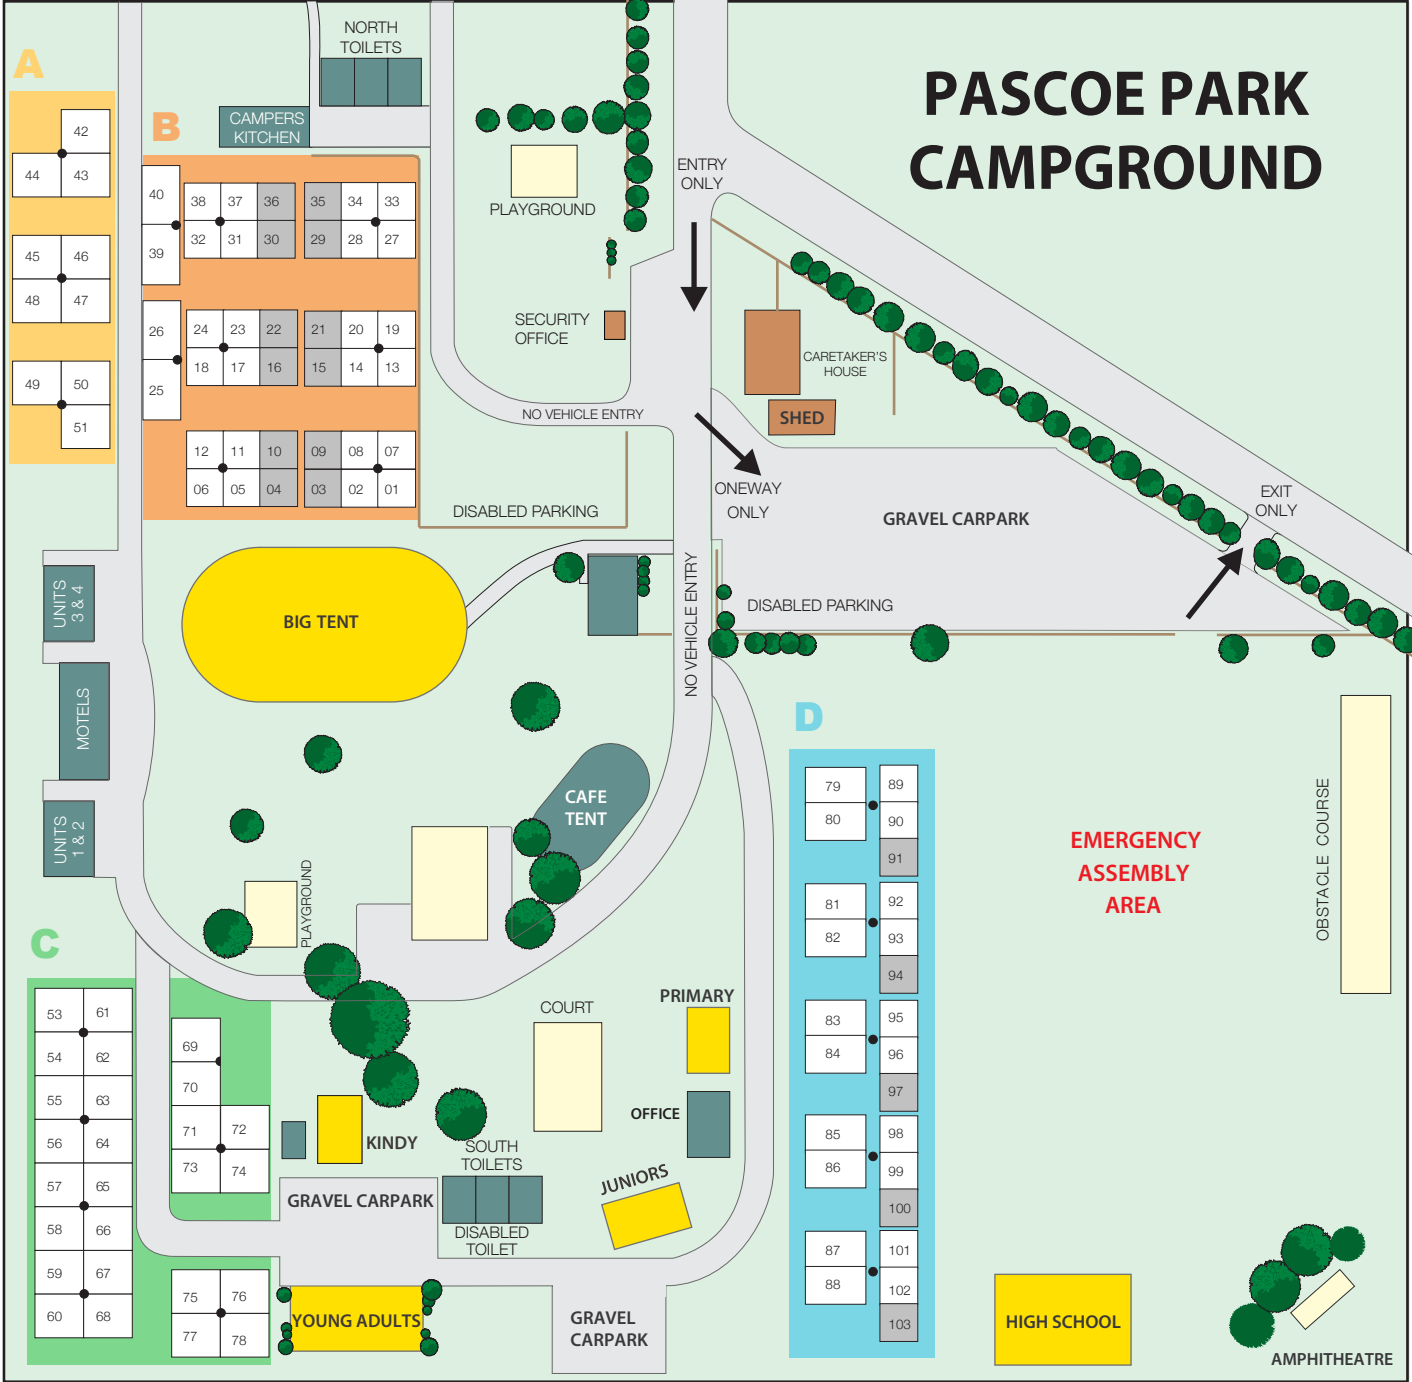 PASCOE PARK
CAMPGROUND
NORTH
TOILETS
CAMPERS
KITCHEN
PLAYGROUND
ENTRY
ONLY
SECURITY
OFFICE
CARETAKER'S
HOUSE
SHED
NO VEHICLE ENTRY
ONEWAY
ONLY
GRAVEL CARPARK
EXIT
ONLY
DISABLED PARKING
DISABLED PARKING
NO VEHICLE ENTRY
A
42
44 43
45 46
48 47
49 50
51
B
40
39
38 37 36 35 34 33
32 31 30 29 28 27
26
25
24 23 22 21 20 19
18 17 16 15 14 13
12 11 10 09 08 07
06 05 04 03 02 01
UNITS
3 & 4
MOTELS
UNITS
1 & 2
BIG TENT
CAFE
TENT
PLAYGROUND
C
53 61
54 62
55 63
56 64
57 65
58 66
59 67
60 68
69
70
71 72
73 74
75 76
77 78
KINDY
COURT
PRIMARY
OFFICE
SOUTH
TOILETS
JUNIORS
GRAVEL CARPARK
DISABLED
TOILET
YOUNG ADULTS
GRAVEL
CARPARK
D
79 89
80 90
91
81 92
82 93
94
83 95
84 96
97
85 98
86 99
100
87 101
88 102
103
EMERGENCY
ASSEMBLY
AREA
OBSTACLE COURSE
HIGH SCHOOL
AMPHITHEATRE